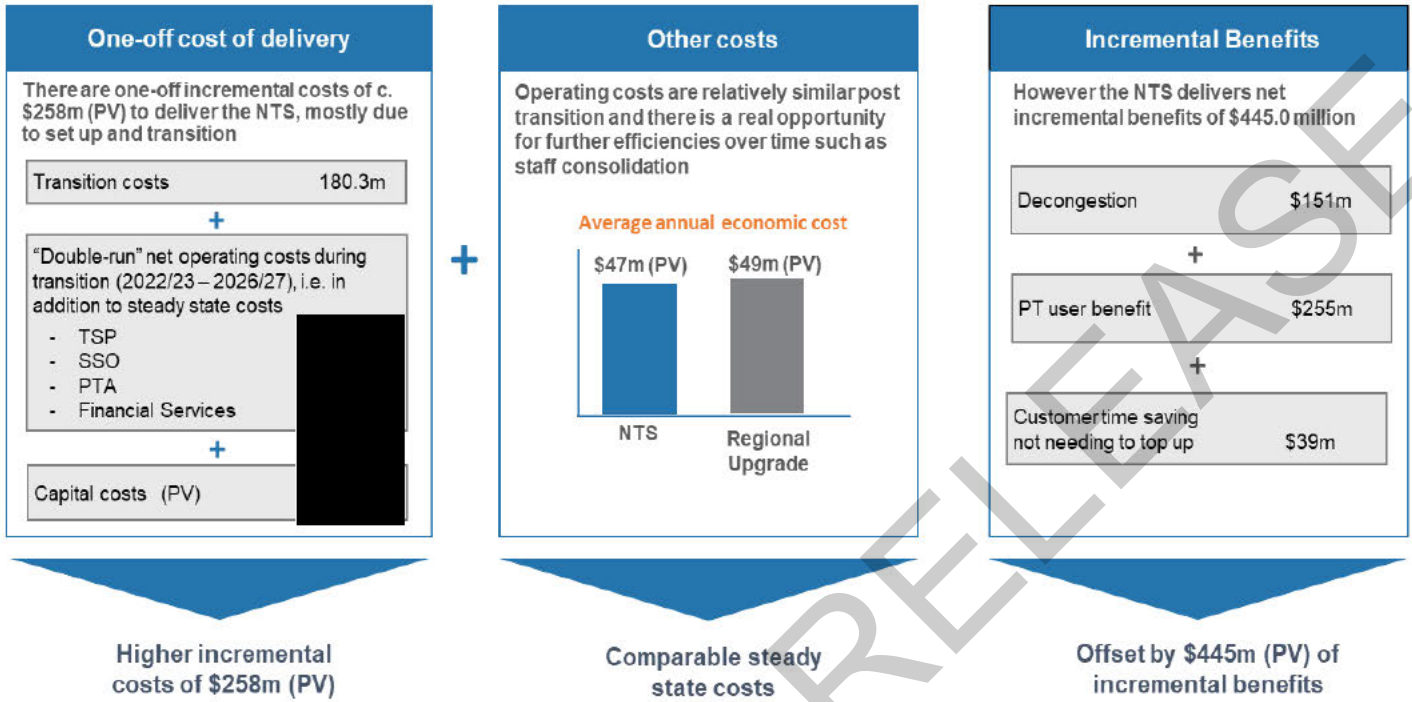 One-off cost of delivery
There are one-off incremental costs of c.
$258m (PV) to deliver the NTS, mostly due
to set up and transition
Transition costs 180.3m
+
“Double-run” net operating costs during
transition (2022/23 – 2026/27), i.e. in
addition to steady state costs
- TSP
- SSO
- PTA
- Financial Services
+
Capital costs (PV)
Higher incremental
costs of $258m (PV)
+
Other costs
Operating costs are relatively similar post
transition and there is a real opportunity
for further efficiencies over time such as
staff consolidation
Average annual economic cost
$47m (PV) $49m (PV)
NTS Regional
Upgrade
Comparable steady
state costs
Incremental Benefits
However the NTS delivers net
incremental benefits of $445.0 million
Decongestion $151m
+
PT user benefit $255m
+
Customer time saving
not needing to top up $39m
Offset by $445m (PV) of
incremental benefits
RELEASE